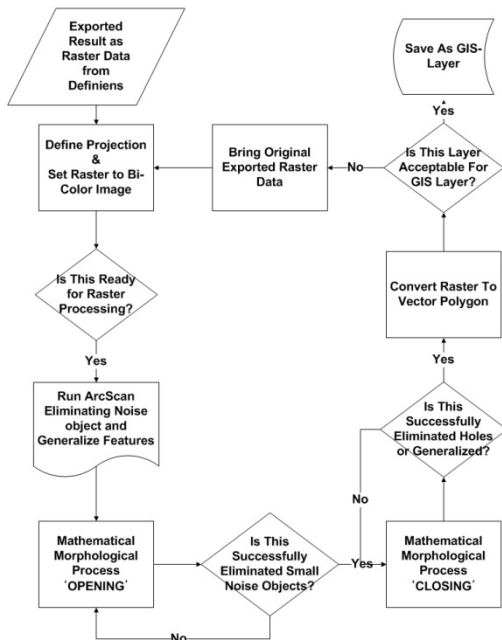 Exported
Result as
Raster Data
from
Definiens
Define Projection
&
Set Raster to Bi-
Color Image
Is This Ready
for Raster
Processing?
Yes
Run ArcScan
Eliminating Noise
object and
Generalize Features
Mathematical
Morphological
Process
‘OPENING’
Is This
Successfully
Eliminated Small
Noise Objects?
No
Yes
Mathematical
Morphological
Process
‘CLOSING’
Is This
Successfully
Eliminated Holes
or Generalized?
No
Yes
Convert Raster To
Vector Polygon
Is This Layer
Acceptable For
GIS Layer?
No
Bring Original
Exported Raster
Data
Yes
Save As GIS-
Layer